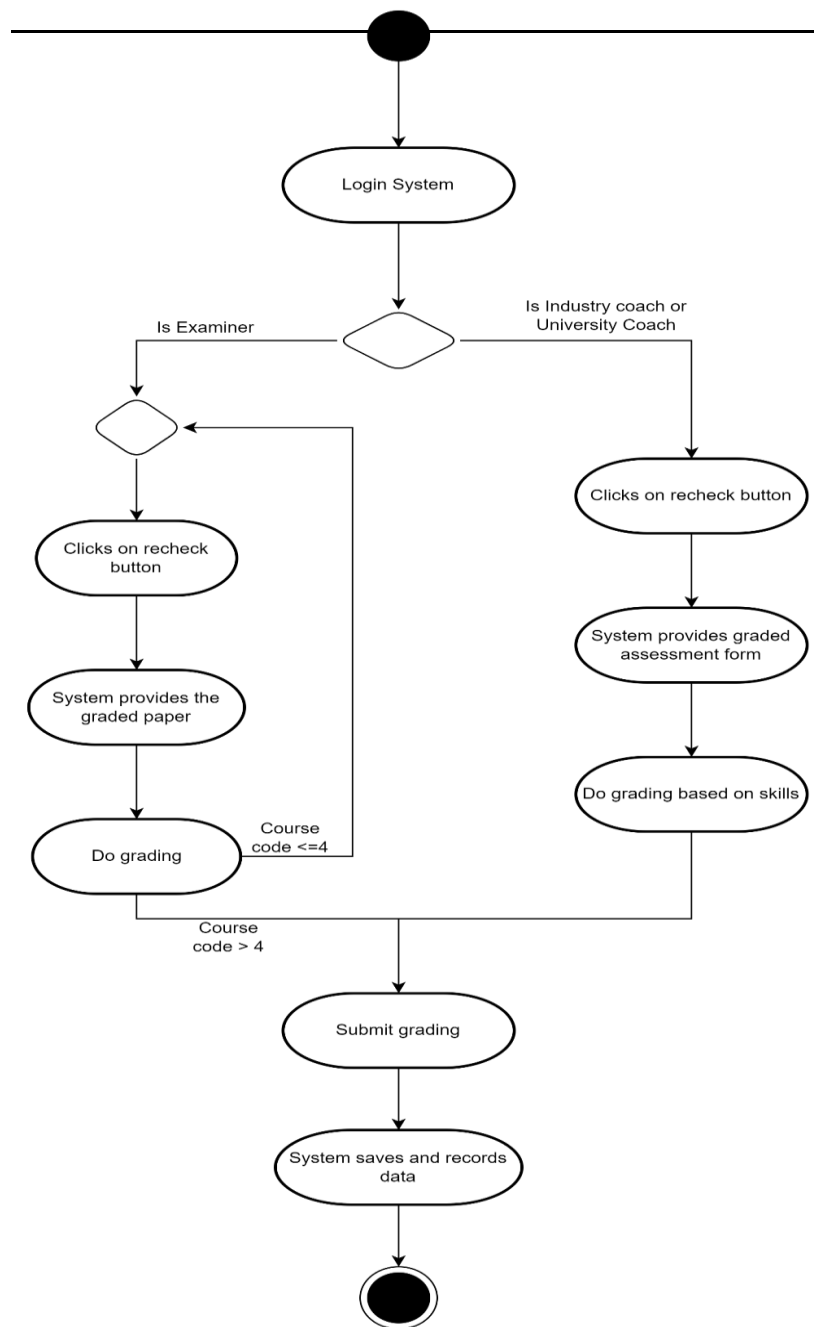 Login System
Is Examiner
Is Industry coach or
University Coach
Clicks on recheck
button
Clicks on recheck button
System provides the
graded paper
System provides graded
assessment form
Do grading
Course
code <=4
Do grading based on skills
Course
code > 4
Submit grading
System saves and records
data